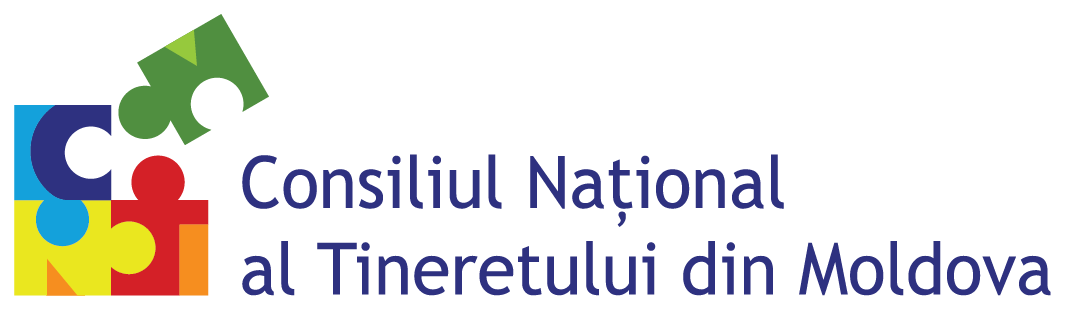 Consiliul Național
al Tineretului din Moldova